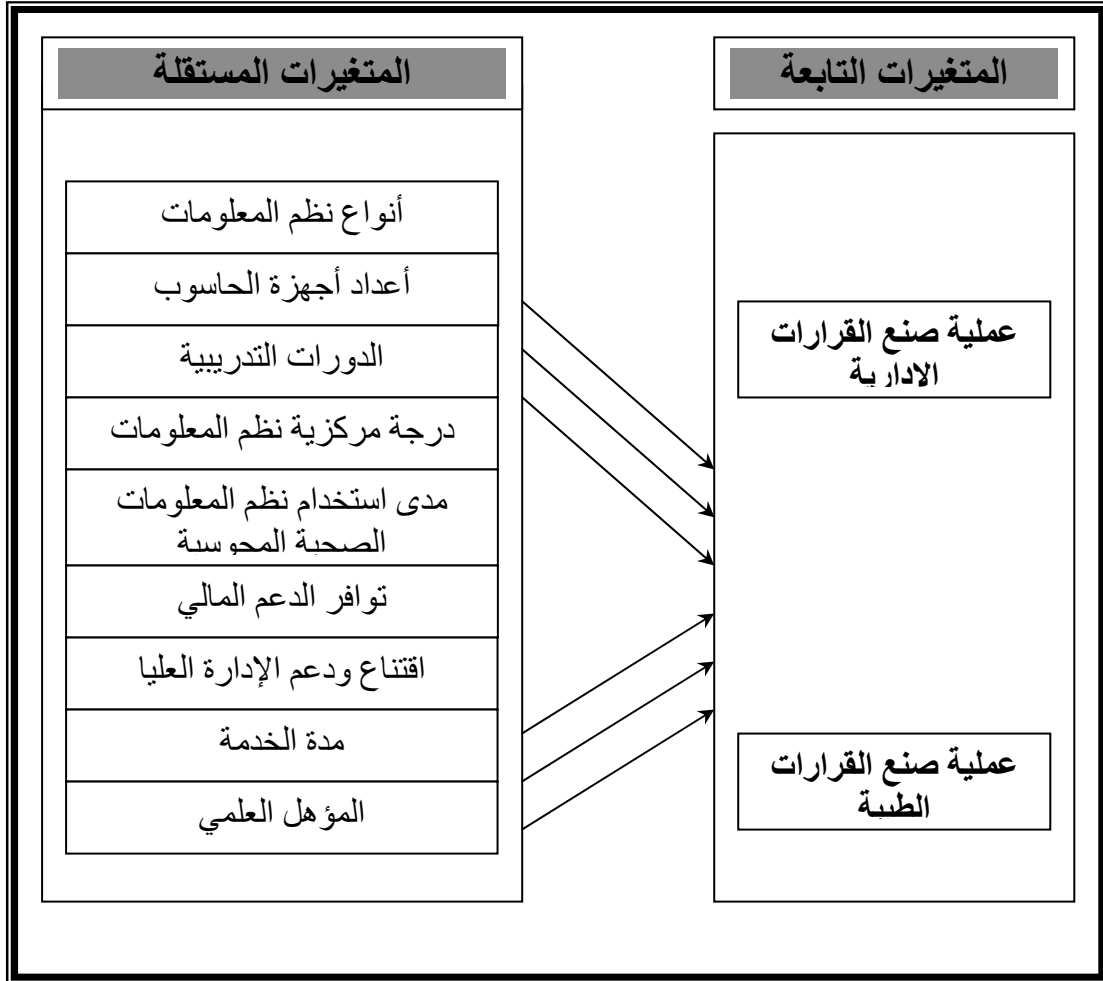 المتغيرات المستقلة
أنواع نظم المعلومات
أعداد أجهزة الحاسوب
الدورات التدريبية
درجة مركزية نظم المعلومات
مدى استخدام نظم المعلومات
الصحية المحوسبة
توافر الدعم المالي
اقتناع ودعم الإدارة العليا
مدة الخدمة
المؤهل العلمي
المتغيرات التابعة
عملية صنع القرارات
الادارية
عملية صنع القرارات
الطبية